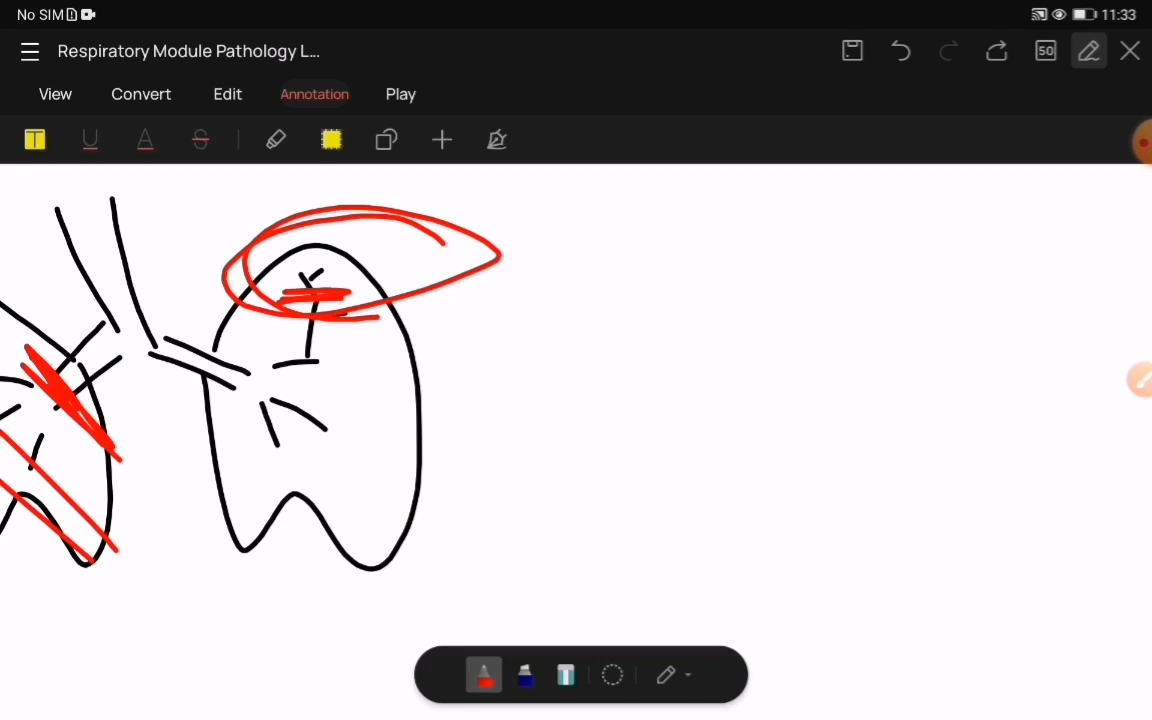 No SIM 11:33
Respiratory Module Pathology L... 50
View Convert Edit Annotation Play
T U A S